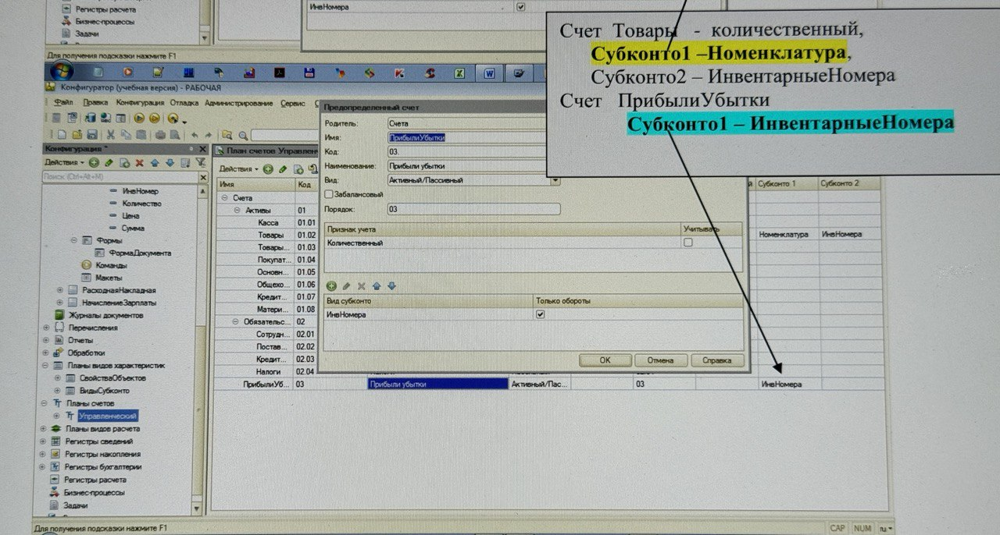 Регистры расчета
Бизнес-процессы
Задачи
ИнвНомера
Для получения подсказки нажмите F1
Счет Товары - количественный,
Субконто1 –Номенклатура,
Субконто2 – ИнвентарныеНомера
Счет ПрибылиУбытки
Субконто1 – ИнвентарныеНомера
Конфигуратор (учебная версия) - РАБОЧАЯ
Файл Правка Конфигурация Отладка Администрирование Сервис
Конфигурация *
Действия
Поиск (Ctrl+Alt+M)
ИнвНомер
Количество
Цена
Сумма
Формы
ФормаДокумента
Команды
Макеты
РасходнаяНакладная
НачислениеЗарплаты
Журналы документов
Перечисления
Отчеты
Обработки
Планы видов характеристик
СвойстваОбъектов
ВидыСубконто
Планы счетов
Управленческий
Планы видов расчета
Регистры сведений
Регистры накопления
Регистры бухгалтерии
Регистры расчета
Бизнес-процессы
Задачи
План счетов Управлен
Действия
Имя Код Субконто 1 Субконто 2
Счета
Активы 01
Касса 01.01
Товары 01.02 Номенклатура ИнвНомера
Товары... 01.03
Покупат... 01.04
Основн... 01.05
Общехо... 01.06
Кредит... 01.07
Матери... 01.08
Обязательс... 02
Сотрудн... 02.01
Постав... 02.02
Кредит... 02.03
Налоги 02.04
ПрибылиУб... 03 Прибыли убытки Активный/Пас... 03 ИнвНомера
Предопределенный счет
Родитель: Счета
Имя: ПрибылиУбытки
Код: 03.
Наименование: Прибыли убытки
Вид: Активный/Пассивный
Забалансовый
Порядок: 03
Признак учета Учитывать
Количественный
Вид субконто Только обороты
ИнвНомера
ОК Отмена Справка
Для получения подсказки нажмите F1
CAP NUM ru